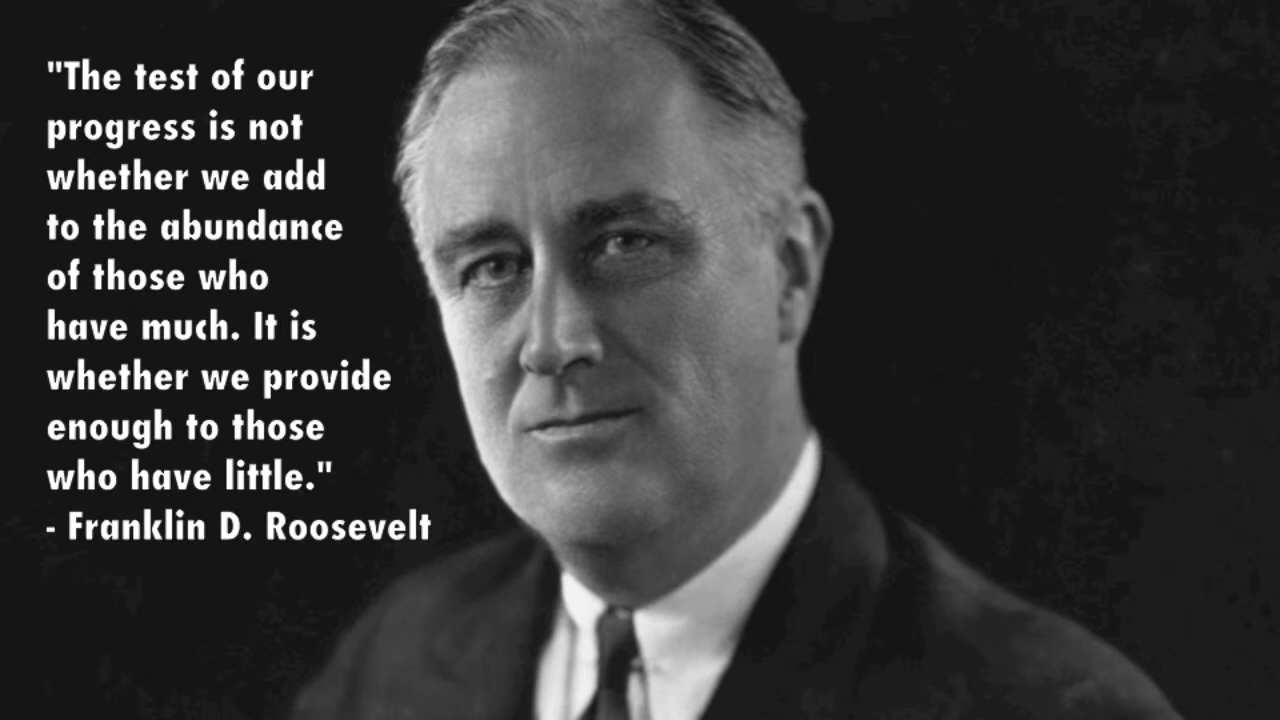 "The test of our
progress is not
whether we add
to the abundance
of those who
have much. It is
whether we provide
enough to those
who have little."
- Franklin D. Roosevelt